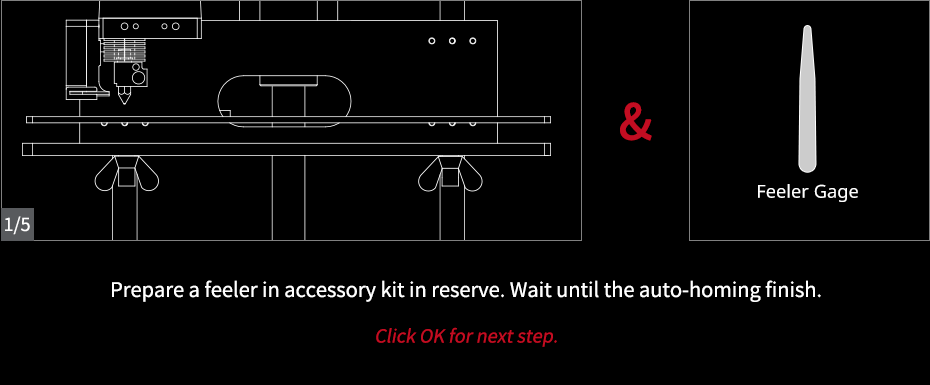 &
Feeler Gage
1/5
Prepare a feeler in accessory kit in reserve. Wait until the auto-homing finish.
Click OK for next step.